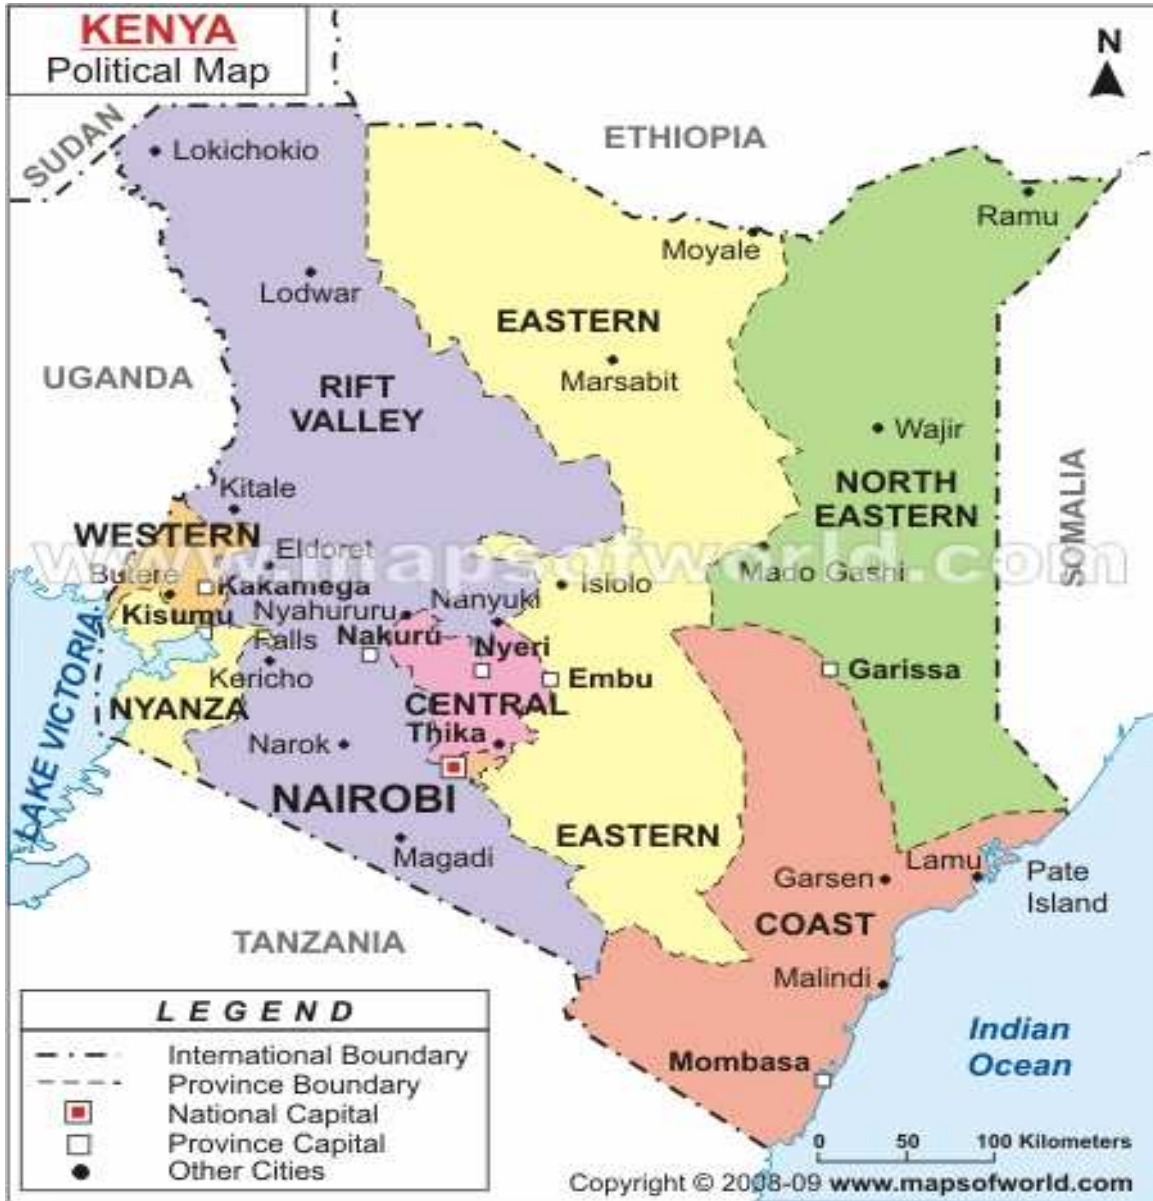 KENYA
Political Map
N
SUDAN
ETHIOPIA
Lokichokio
Ramu
Moyale
Lodwar
EASTERN
UGANDA
Marsabit
RIFT
VALLEY
Wajir
SOMALIA
Kitale
NORTH
EASTERN
WESTERN
Eldoret
www.mapsofworld.com
Butere
Kakamega
Isiolo
Mado Gashi
Kisumu
Nyahururu
Falls
Nanyuki
Nakuru
Nyeri
Kericho
Embu
Garissa
LAKE VICTORIA
NYANZA
CENTRAL
Thika
Narok
NAIROBI
EASTERN
Magadi
Lamu
Garsen
Pate
Island
COAST
TANZANIA
Malindi
Mombasa
Indian
Ocean
LEGEND
International Boundary
Province Boundary
National Capital
Province Capital
Other Cities
0 50 100 Kilometers
Copyright © 2008-09 www.mapsofworld.com